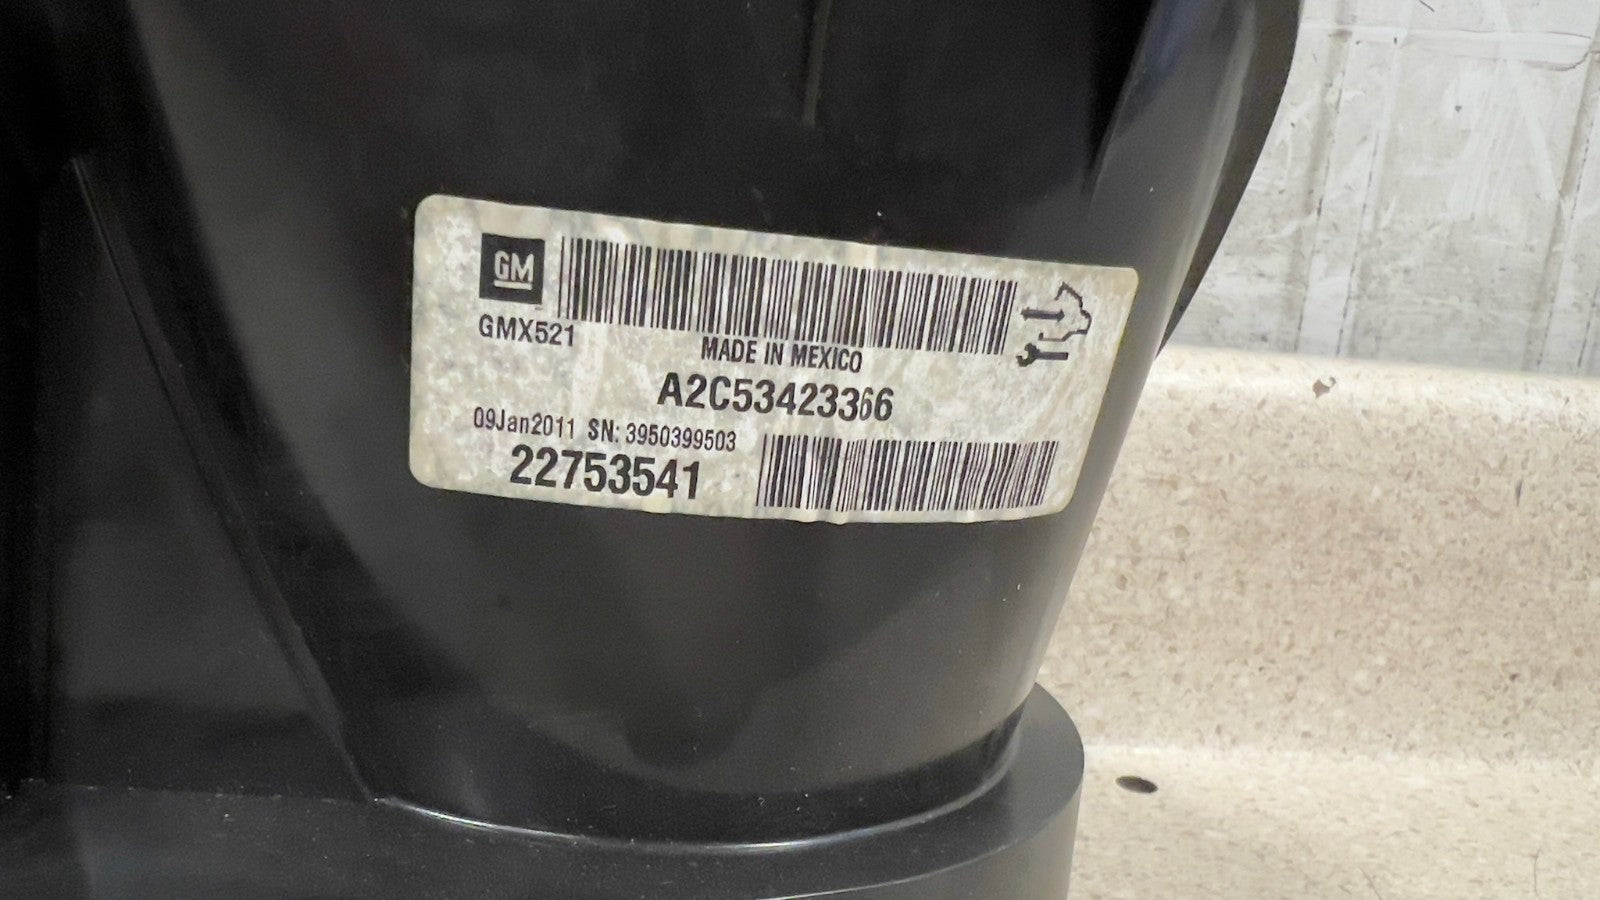 GM
GMX521
MADE IN MEXICO
A2C53423366
09Jan2011 SN: 3950399503
22753541